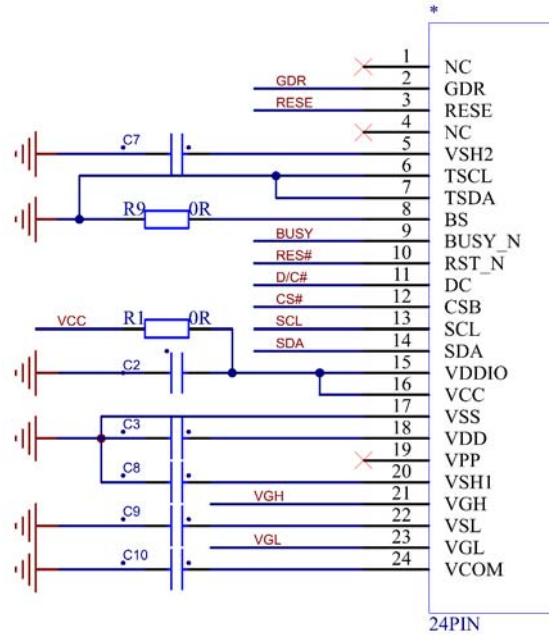 *
1 NC
GDR 2 GDR
RESE 3 RESE
4 NC
C7 5 VSH2
6 TSCL
7 TSDA
R9 0R 8 BS
BUSY 9 BUSY_N
RES# 10 RST_N
D/C# 11 DC
CS# 12 CSB
VCC R1 0R SCL 13 SCL
SDA 14 SDA
C2 15 VDDIO
16 VCC
17 VSS
C3 18 VDD
19 VPP
C8 20 VSH1
VGH 21 VGH
C9 22 VSL
VGL 23 VGL
C10 24 VCOM
24PIN